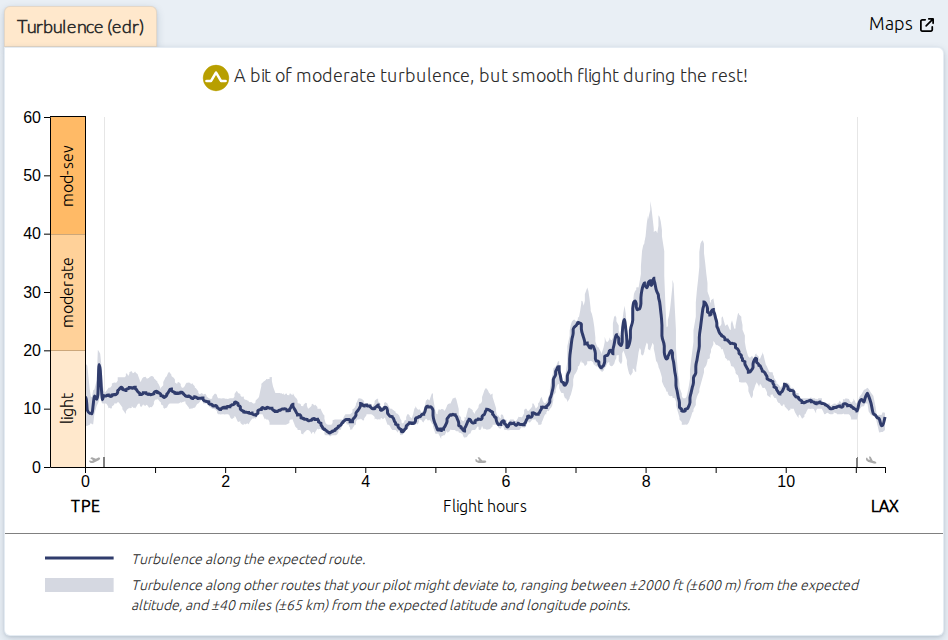 Turbulence (edr)
Maps
A bit of moderate turbulence, but smooth flight during the rest!
60
50
40
30
20
10
0
mod-sev
moderate
light
0 2 4 6 8 10
TPE Flight hours LAX
Turbulence along the expected route.
Turbulence along other routes that your pilot might deviate to, ranging between ±2000 ft (±600 m) from the expected
altitude, and ±40 miles (±65 km) from the expected latitude and longitude points.